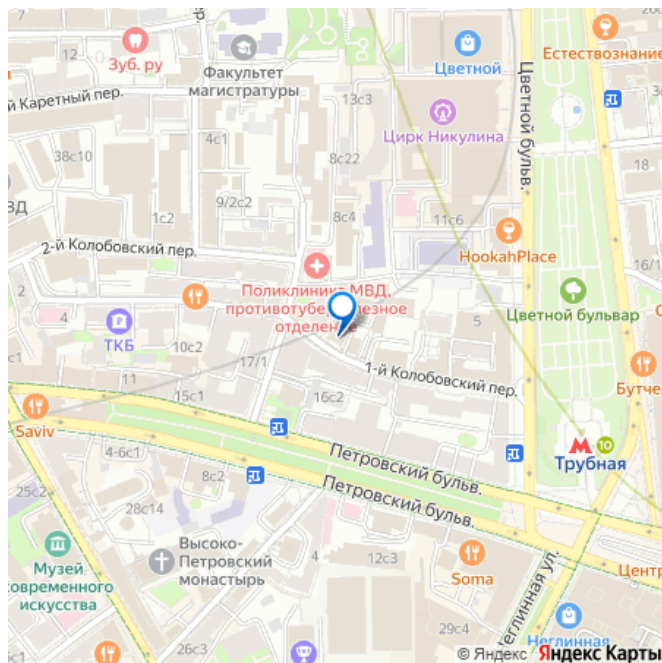 7
12
Зуб. ру
Факультет
магистратуры
Цветной
Естествознание
й Каретный пер.
13с3
Цирк Никулина
Цветной бульв.
4с1
38с10
8с22
18
ЗД
9/2с2
1с2
8с4
11с6
2-й Колобовский пер.
HookahPlace
16/1
Поликлиника МВД,
противотуберкулезное
отделение
2
4
ТКБ
10с2
17/1
5
Цветной бульвар
С
1-й Колобовский пер.
Бутче
11
15с1
16с2
Saviv
4-6с1
Петровский бульв.
М 10
Трубная
8с2
Петровский бульв.
25с2
28с14
Музей
современного
искусства
Высоко-
Петровский
монастырь
4
12с3
Soma
Центр
Неглинная ул.
29с4
26с3
Неглинная
© Яндекс Яндекс Карты